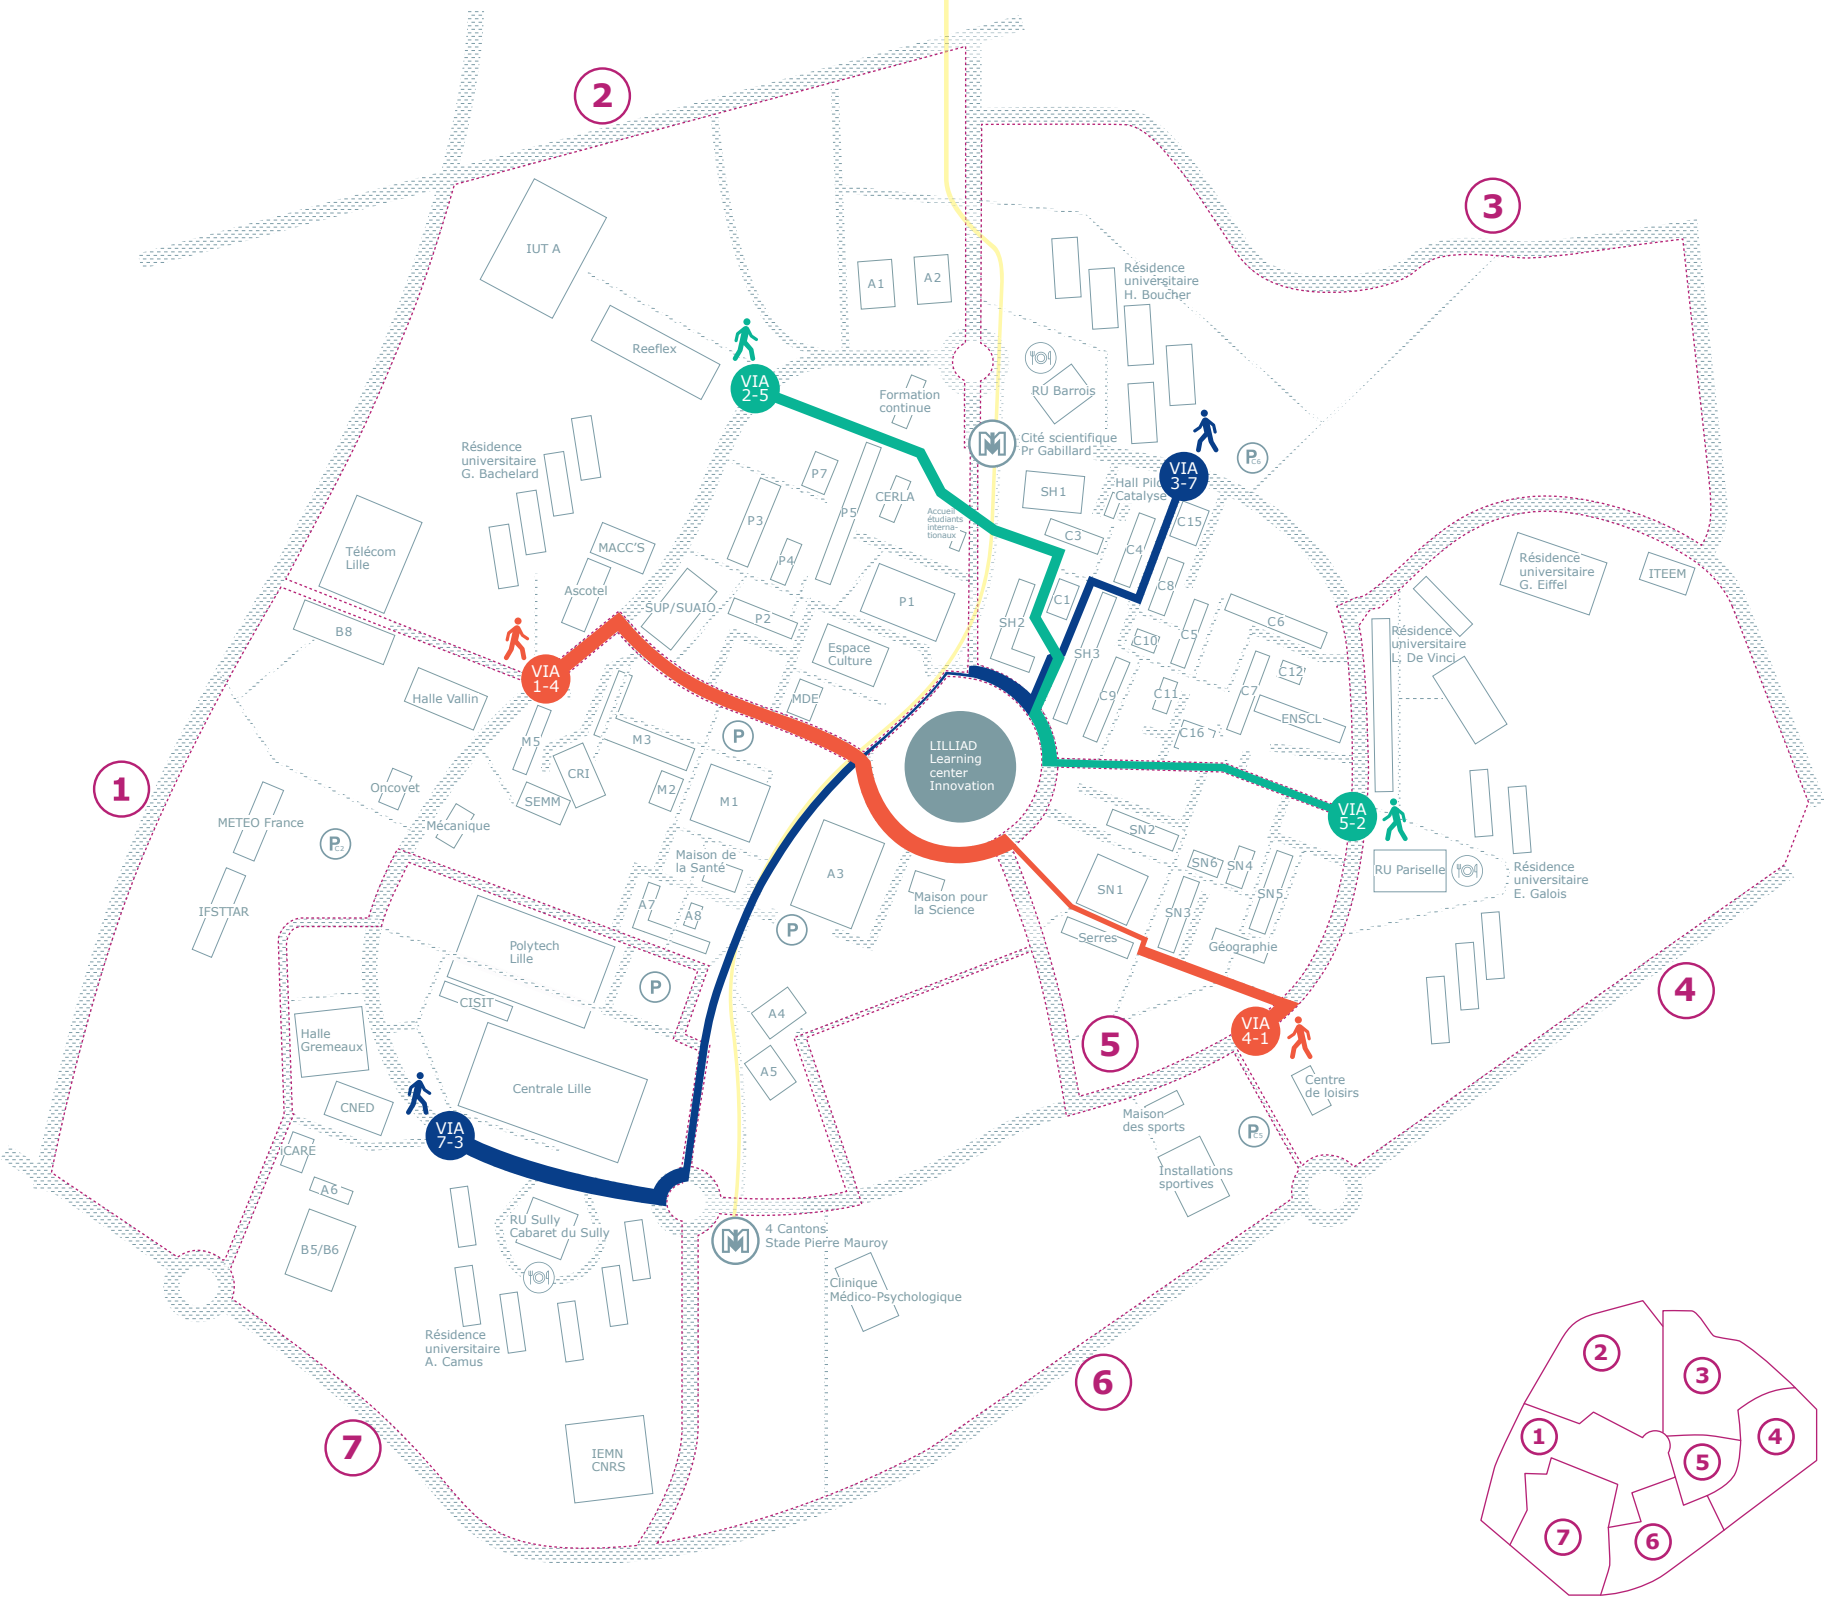 2
3
IUT A
A1
A2
Résidence
universitaire
H. Boucher
Reeflex
VIA
2-5
Formation
continue
RU Barrois
Cité scientifique
Pr Gabillard
Résidence
universitaire
G. Bachelard
P7
CERLA
SH1
VIA
3-7
P C6
Catalyse
P3
P5
Accueil
étudiants
interna-
tionaux
C3
C15
Télécom
Lille
MACC'S
P4
C4
Résidence
universitaire
G. Eiffel
ITEEM
Ascotel
SUP/SUAIO
P2
P1
SH2
C1
C8
B8
Espace
Culture
SH3
C10
C5
C6
Résidence
universitaire
L. De Vinci
VIA
1-4
Halle Vallin
MDE
C9
C11
C7
C12
M5
M3
P
C16
ENSCL
LILLIAD
Learning
center
Innovation
1
CRI
Oncovet
SEMM
M2
M1
METEO France
P C2
Mécanique
SN2
VIA
5-2
Maison de
la Santé
A3
SN6
SN4
RU Pariselle
Résidence
universitaire
E. Galois
IFSTTAR
A7
A8
P
Maison pour
la Science
SN1
SN3
SN5
Serres
Géographie
Polytech
Lille
P
CISIT
4
Halle
Gremeaux
A4
5
VIA
4-1
Centrale Lille
A5
Centre
de loisirs
CNED
VIA
7-3
Maison
des sports
P C5
iCARE
A6
Installations
sportives
RU Sully
Cabaret du Sully
4 Cantons
Stade Pierre Mauroy
B5/B6
Clinique
Médico-Psychologique
Résidence
universitaire
A. Camus
6
7
IEMN
CNRS
2
3
1
4
5
7
6